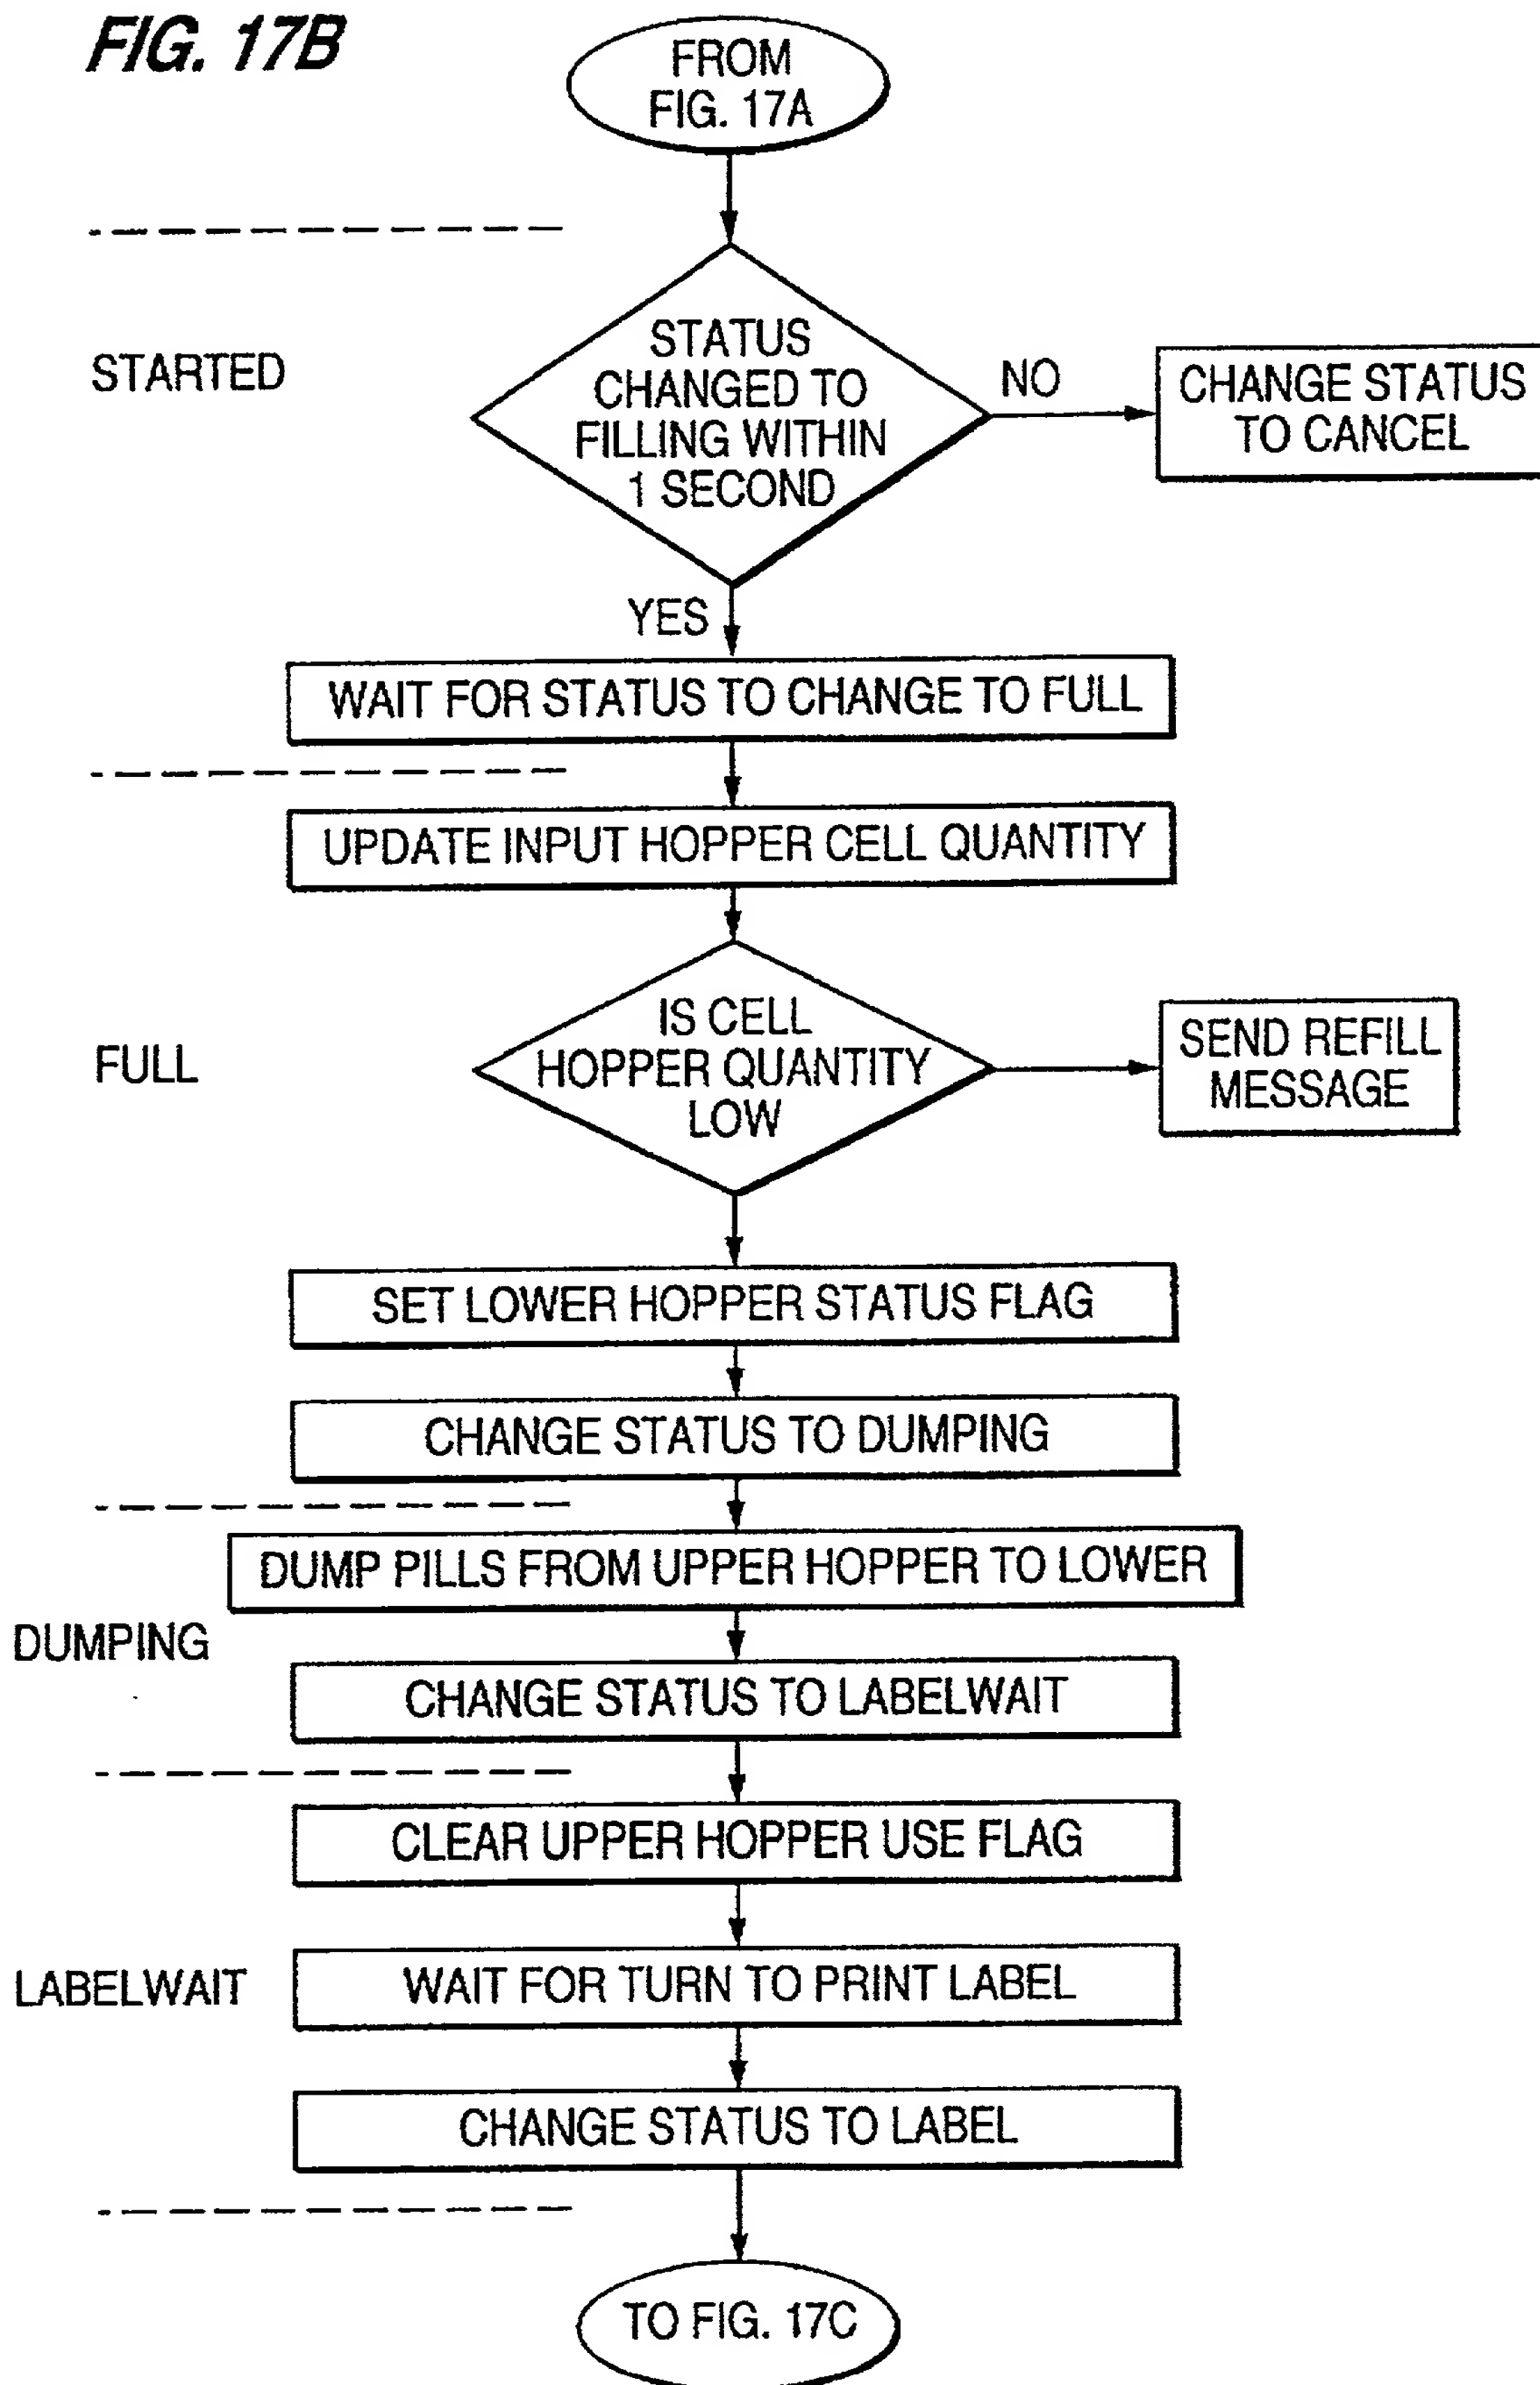 FIG. 17B
FROM
FIG. 17A
STARTED
STATUS
CHANGED TO
FILLING WITHIN
1 SECOND
NO
CHANGE STATUS
TO CANCEL
YES
WAIT FOR STATUS TO CHANGE TO FULL
UPDATE INPUT HOPPER CELL QUANTITY
FULL
IS CELL
HOPPER QUANTITY
LOW
SEND REFILL
MESSAGE
SET LOWER HOPPER STATUS FLAG
CHANGE STATUS TO DUMPING
DUMP PILLS FROM UPPER HOPPER TO LOWER
DUMPING
CHANGE STATUS TO LABELWAIT
CLEAR UPPER HOPPER USE FLAG
LABELWAIT
WAIT FOR TURN TO PRINT LABEL
CHANGE STATUS TO LABEL
TO FIG. 17C